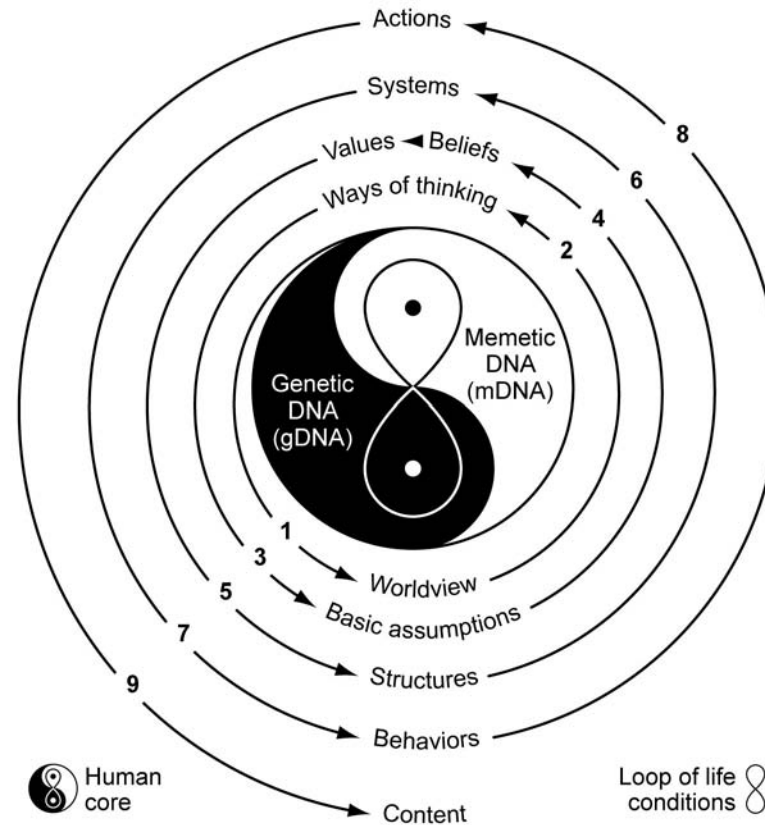 Actions
8
Systems
6
Values Beliefs
4
Ways of thinking
2
Memetic
DNA
(mDNA)
Genetic
DNA
(gDNA)
1
3
Worldview
5
Basic assumptions
7
Structures
9
Behaviors
Human
core
Loop of life
conditions
Content